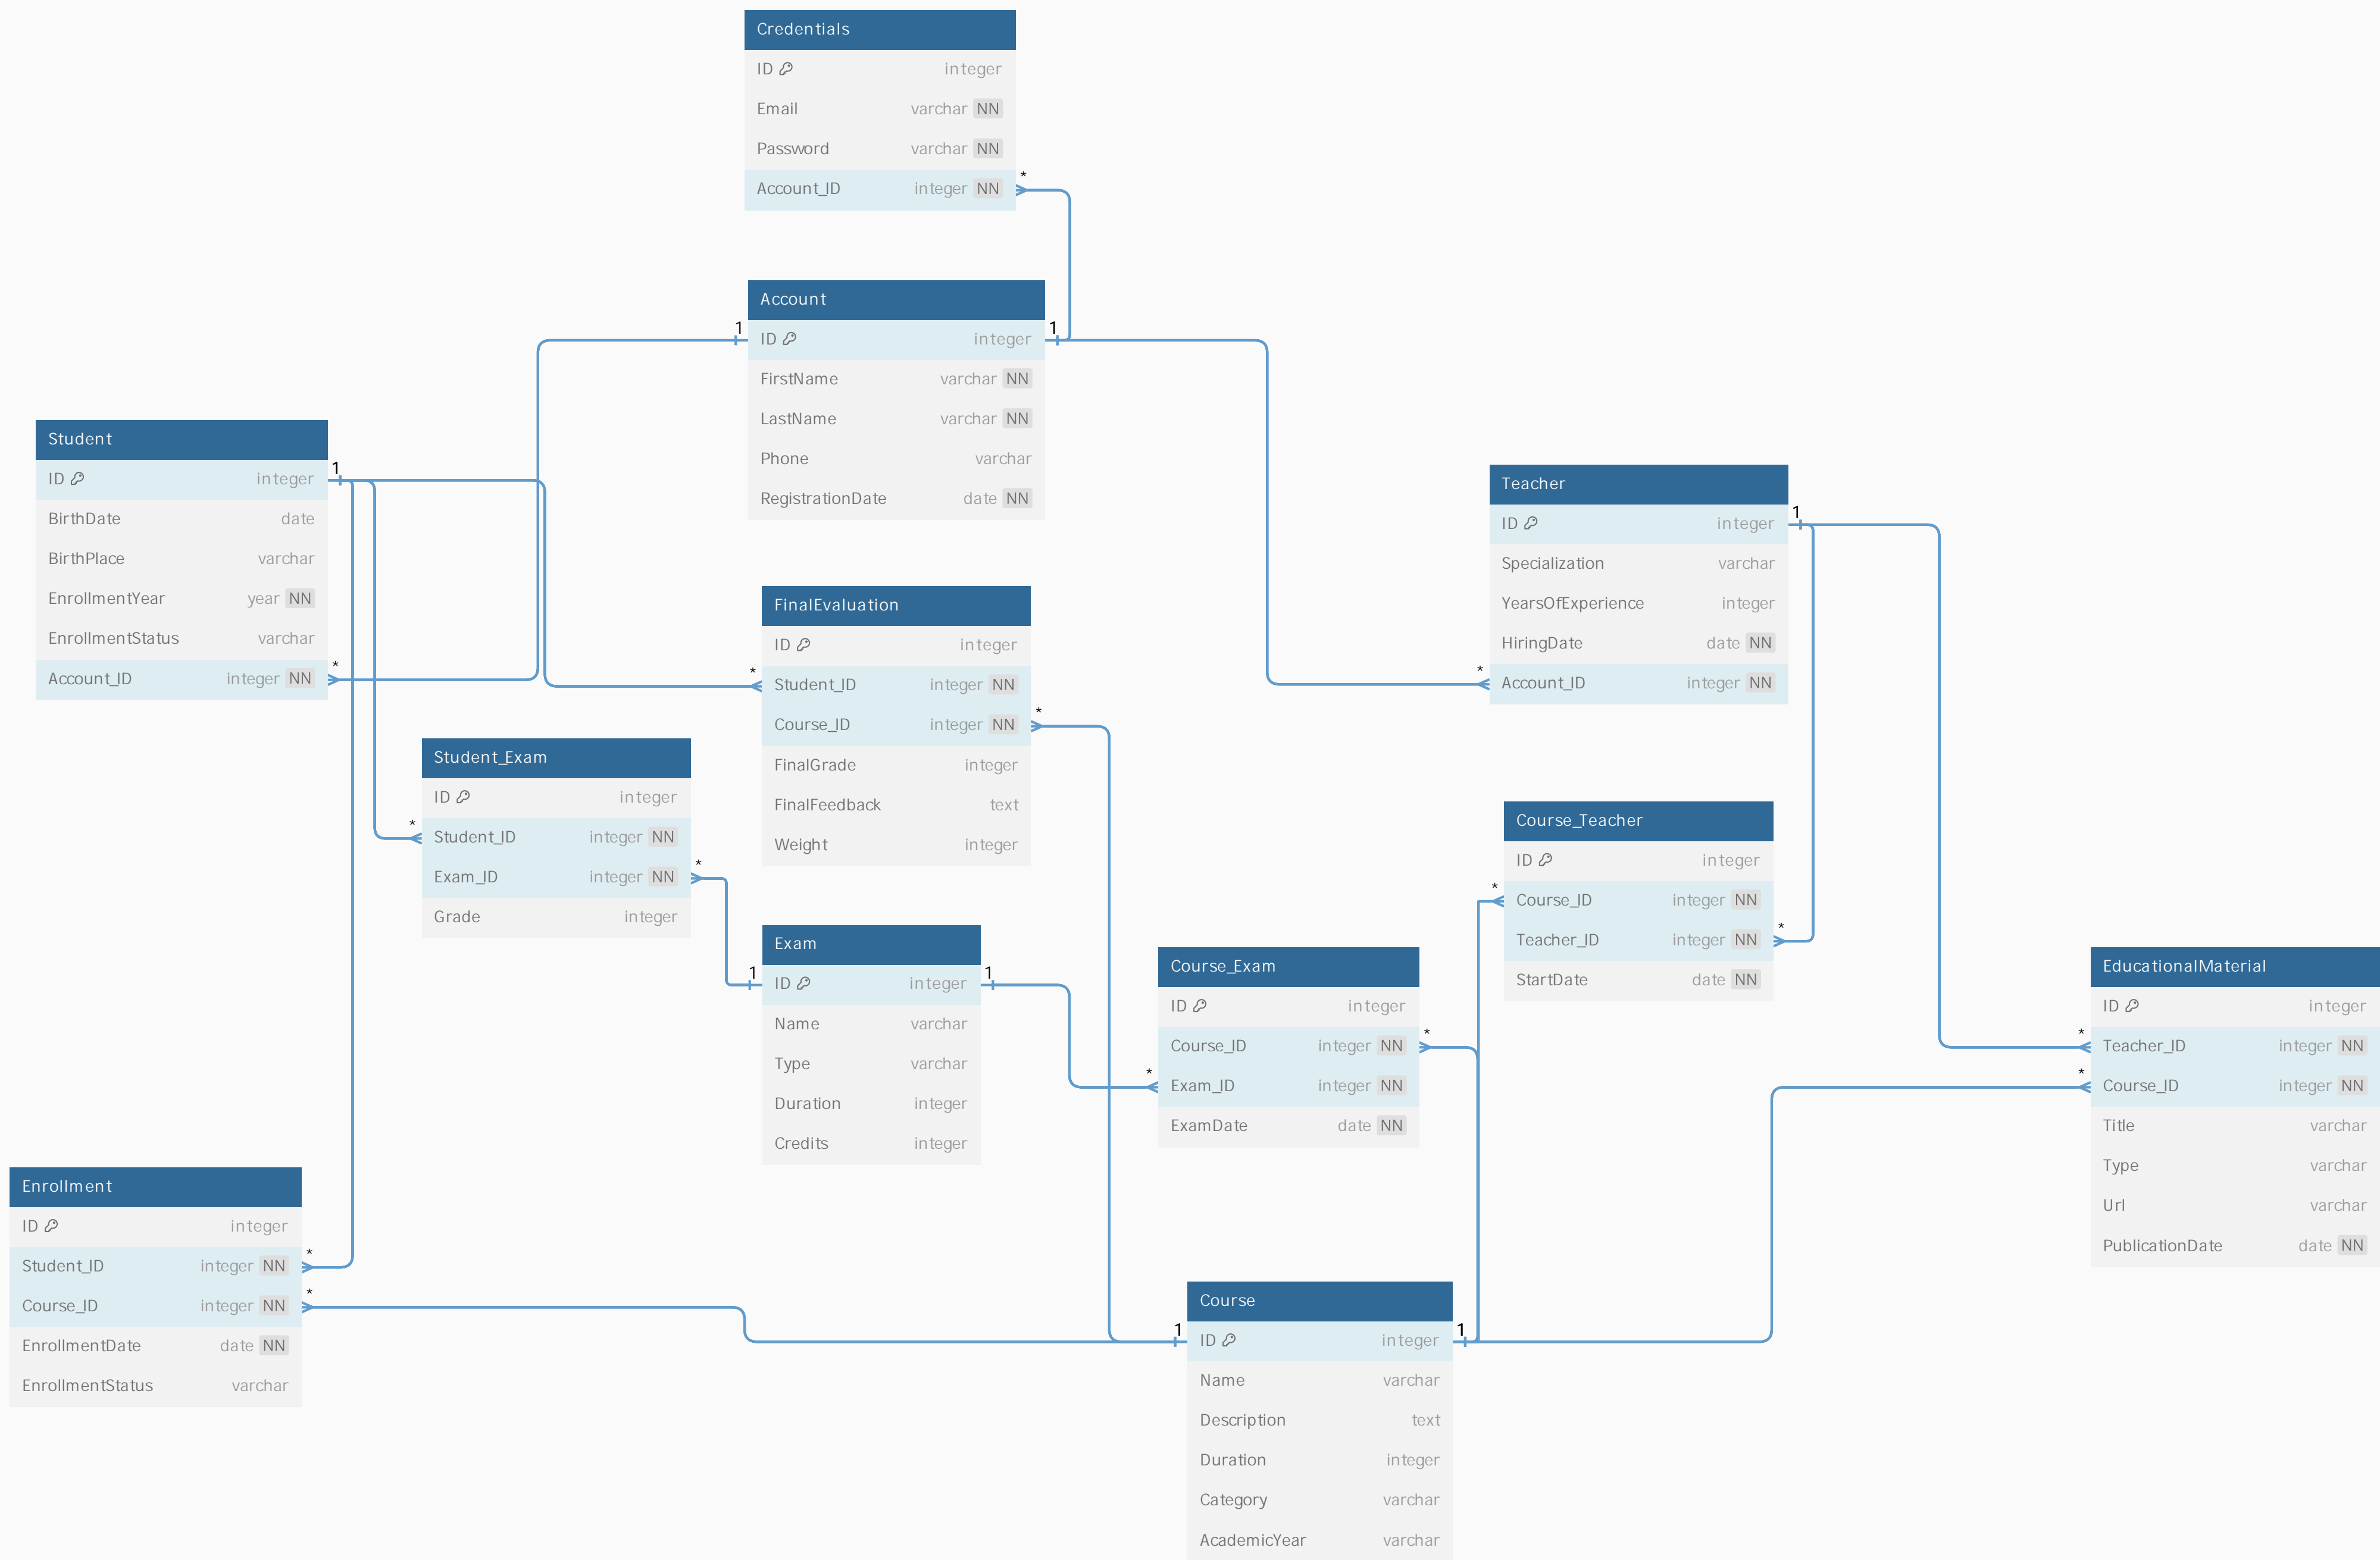 Credentials
ID integer
Email varchar NN
Password varchar NN
Account_ID integer NN
*
Account
1 ID integer 1
FirstName varchar NN
LastName varchar NN
Phone varchar
RegistrationDate date NN
Student
ID integer 1
BirthDate date
BirthPlace varchar
EnrollmentYear year NN
EnrollmentStatus varchar
Account_ID integer NN *
Teacher
ID integer 1
Specialization varchar
YearsOfExperience integer
HiringDate date NN
* Account_ID integer NN
FinalEvaluation
ID integer
* Student_ID integer NN
Course_ID integer NN *
FinalGrade integer
FinalFeedback text
Weight integer
Student_Exam
ID integer
* Student_ID integer NN
Exam_ID integer NN *
Grade integer
Course_Teacher
ID integer
* Course_ID integer NN
Teacher_ID integer NN *
StartDate date NN
Exam
1 ID integer 1
Name varchar
Type varchar
Duration integer
Credits integer
Course_Exam
ID integer
Course_ID integer NN *
* Exam_ID integer NN
ExamDate date NN
EducationalMaterial
ID integer
* Teacher_ID integer NN
* Course_ID integer NN
Title varchar
Type varchar
Url varchar
PublicationDate date NN
Enrollment
ID integer
Student_ID integer NN *
Course_ID integer NN *
EnrollmentDate date NN
EnrollmentStatus varchar
Course
1 ID integer 1
Name varchar
Description text
Duration integer
Category varchar
AcademicYear varchar